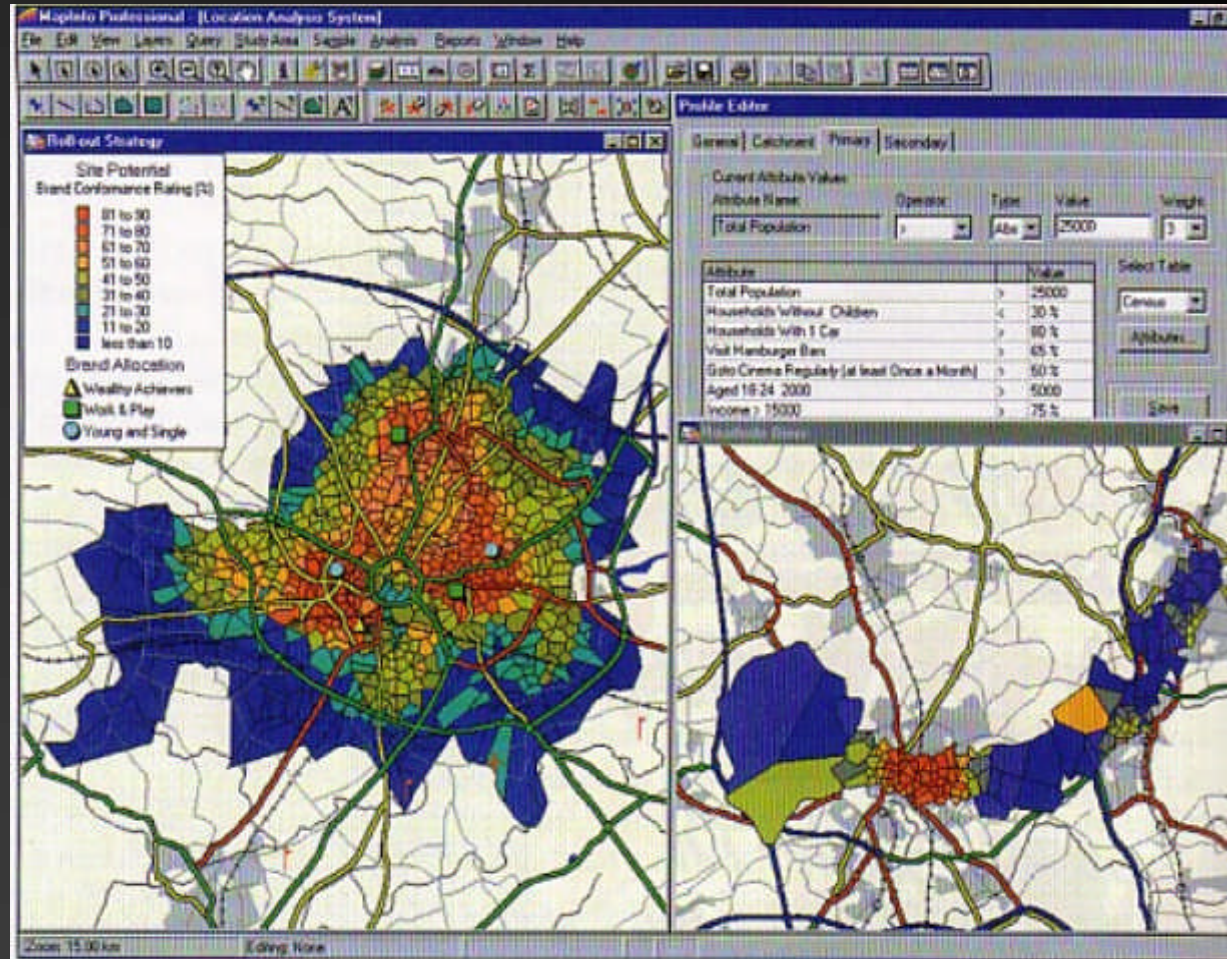 MapInfo Professional - [Location Analysis System]
File Edit View Layers Query Study Area Sample Analysis Reports Window Help
Roll-out Strategy
Site Potential
Brand Conformance Rating (%)
81 to 90
71 to 80
61 to 70
51 to 60
41 to 50
31 to 40
21 to 30
11 to 20
less than 10
Brand Allocation
Wealthy Achievers
Work & Play
Young and Single
Profile Editor
General Catchment Primary Secondary
Current Attribute Values
Attribute Name: Operator: Type: Value: Weight:
Total Population > Abs 25000 3
Attribute Value
Total Population > 25000
Households Without Children < 30 %
Households With 1 Car > 80 %
Visit Hamburger Bars > 65 %
Goto Cinema Regularly (at least Once a Month) > 50 %
Aged 18-24 2000 > 5000
Income > 15000 > 75 %
Select Table
Census
Attributes...
Save
Zoom: 15.00 km Editing: None